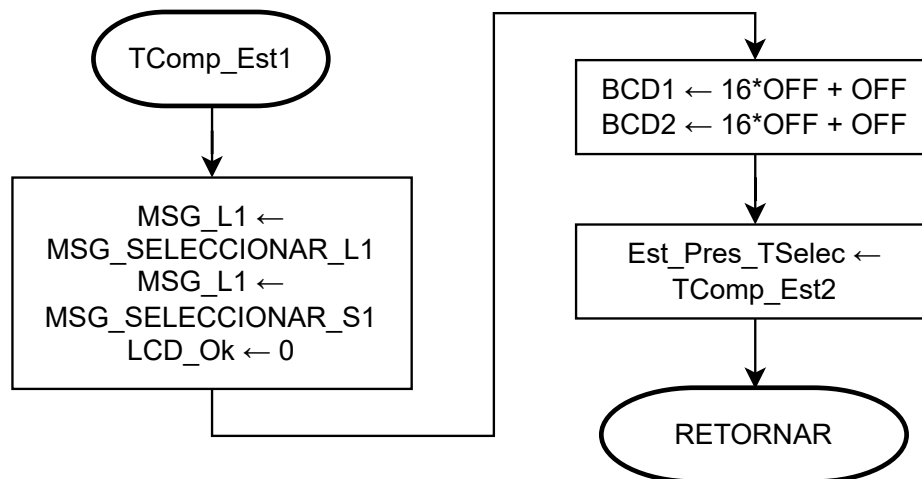 TComp_Est1
MSG_L1 ←
MSG_SELECCIONAR_L1
MSG_L1 ←
MSG_SELECCIONAR_S1
LCD_Ok ← 0
BCD1 ← 16*OFF + OFF
BCD2 ← 16*OFF + OFF
Est_Pres_TSelec ←
TComp_Est2
RETORNAR